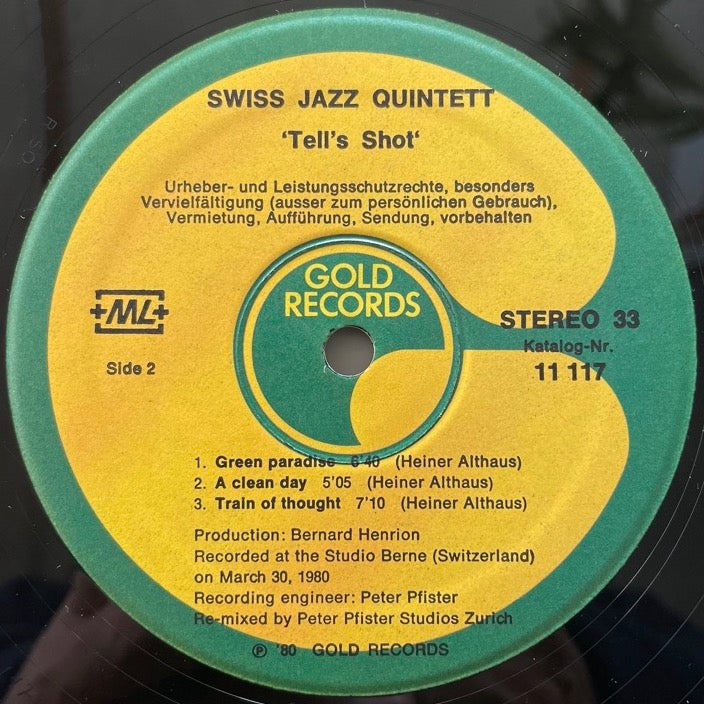 SWISS JAZZ QUINTETT
‘Tell's Shot‘
Urheber- und Leistungsschutzrechte, besonders
Vervielfältigung (ausser zum persönlichen Gebrauch),
Vermietung, Aufführung, Sendung, vorbehalten
GOLD
RECORDS
+ML+
STEREO 33
Katalog-Nr.
11 117
Side 2
1. Green paradise 6'40 (Heiner Althaus)
2. A clean day 5'05 (Heiner Althaus)
3. Train of thought 7'10 (Heiner Althaus)
Production: Bernard Henrion
Recorded at the Studio Berne (Switzerland)
on March 30, 1980
Recording engineer: Peter Pfister
Re-mixed by Peter Pfister Studios Zurich
℗ '80 GOLD RECORDS